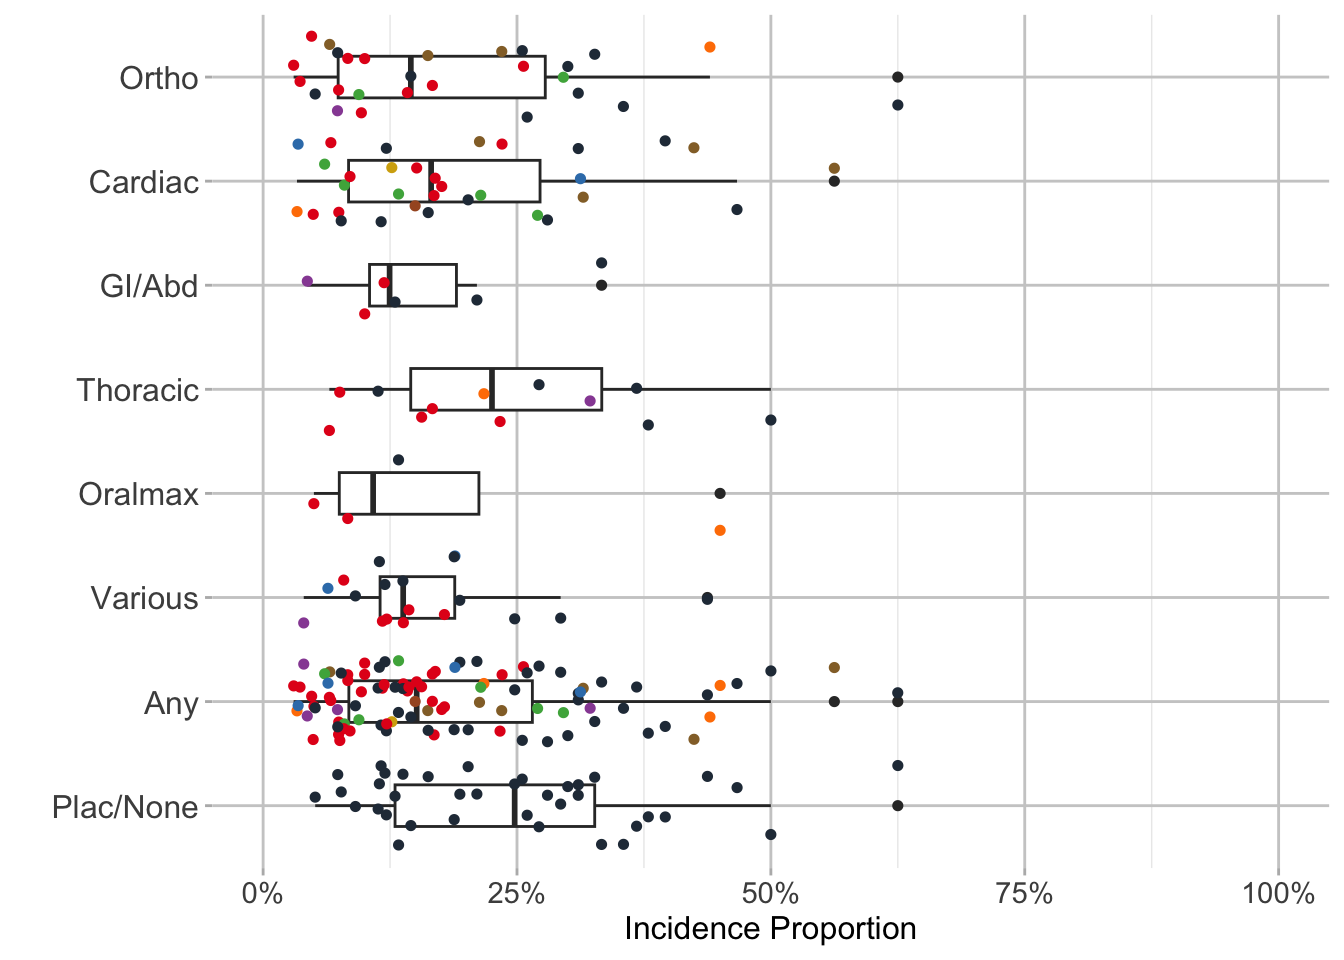 Ortho
Cardiac
GI/Abd
Thoracic
Oralmax
Various
Any
Plac/None
0% 25% 50% 75% 100%
Incidence Proportion